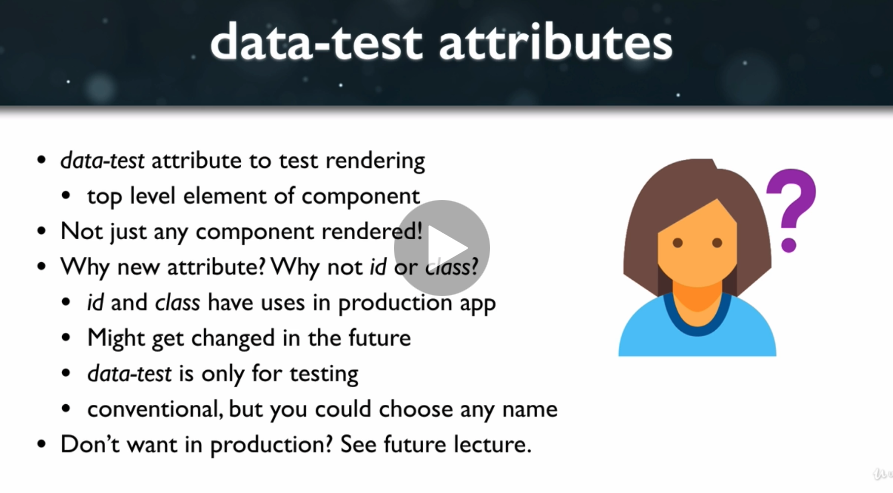 data-test attributes
• data-test attribute to test rendering
• top level element of component
• Not just any component rendered!
• Why new attribute? Why not id or class?
• id and class have uses in production app
• Might get changed in the future
• data-test is only for testing
• conventional, but you could choose any name
• Don't want in production? See future lecture.
?